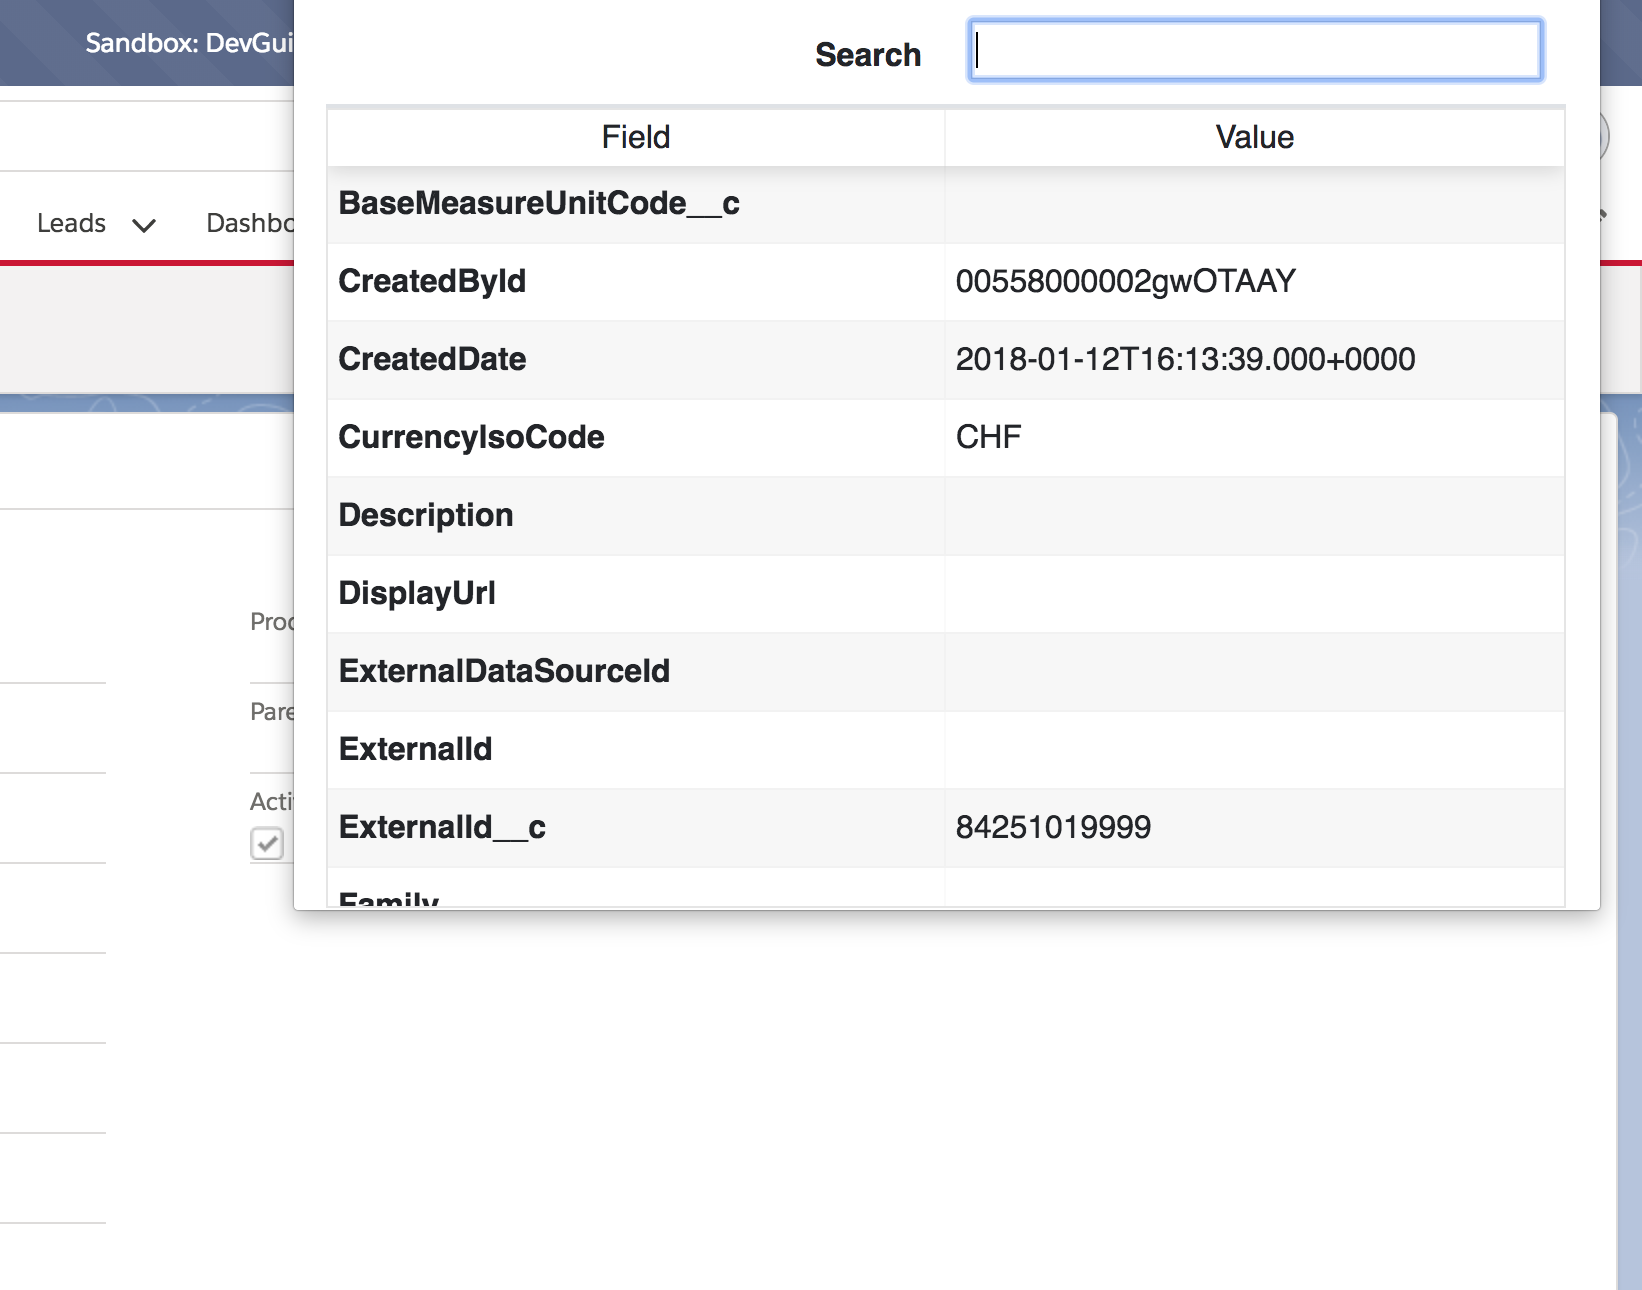 Sandbox: DevGui
Search
Field Value
BaseMeasureUnitCode__c
Leads Dashbo
CreatedById 00558000002gwOTAAY
CreatedDate 2018-01-12T16:13:39.000+0000
CurrencyIsoCode CHF
Description
DisplayUrl
Proc
ExternalDataSourceId
Pare
ExternalId
Acti
ExternalId__c 84251019999
Family